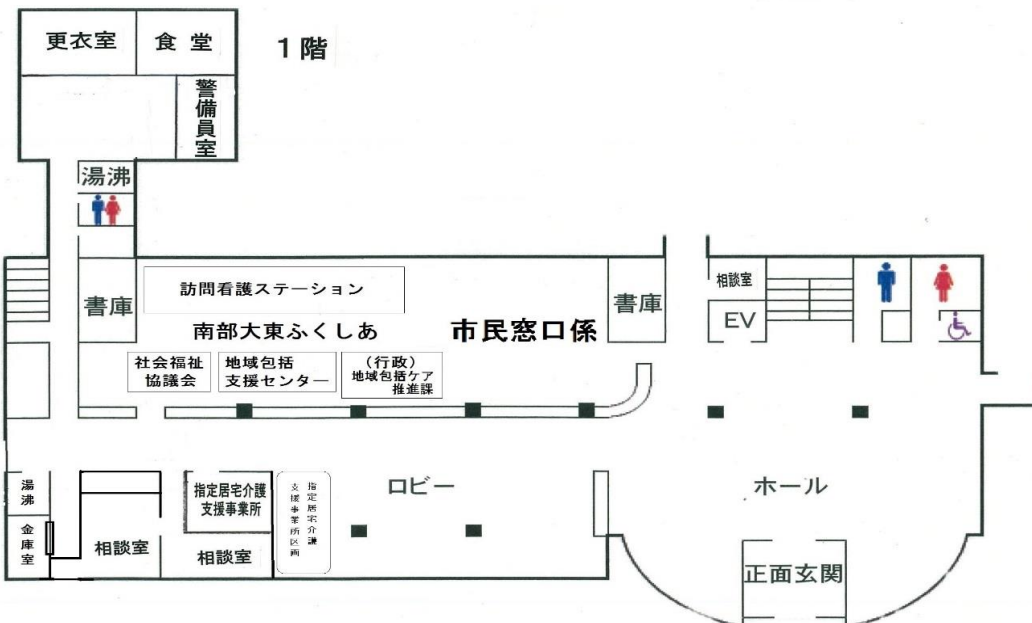 更衣室
食 堂
1階
警備員室
湯沸
書庫
訪問看護ステーション
南部大東ふくしあ
市民窓口係
書庫
相談室
EV
社会福祉
協議会
地域包括
支援センター
（行政）
地域包括ケア
推進課
湯沸
金庫室
相談室
指定居宅介護
支援事業所
相談室
指定居宅介護
支援事業所区画
ロビー
ホール
正面玄関